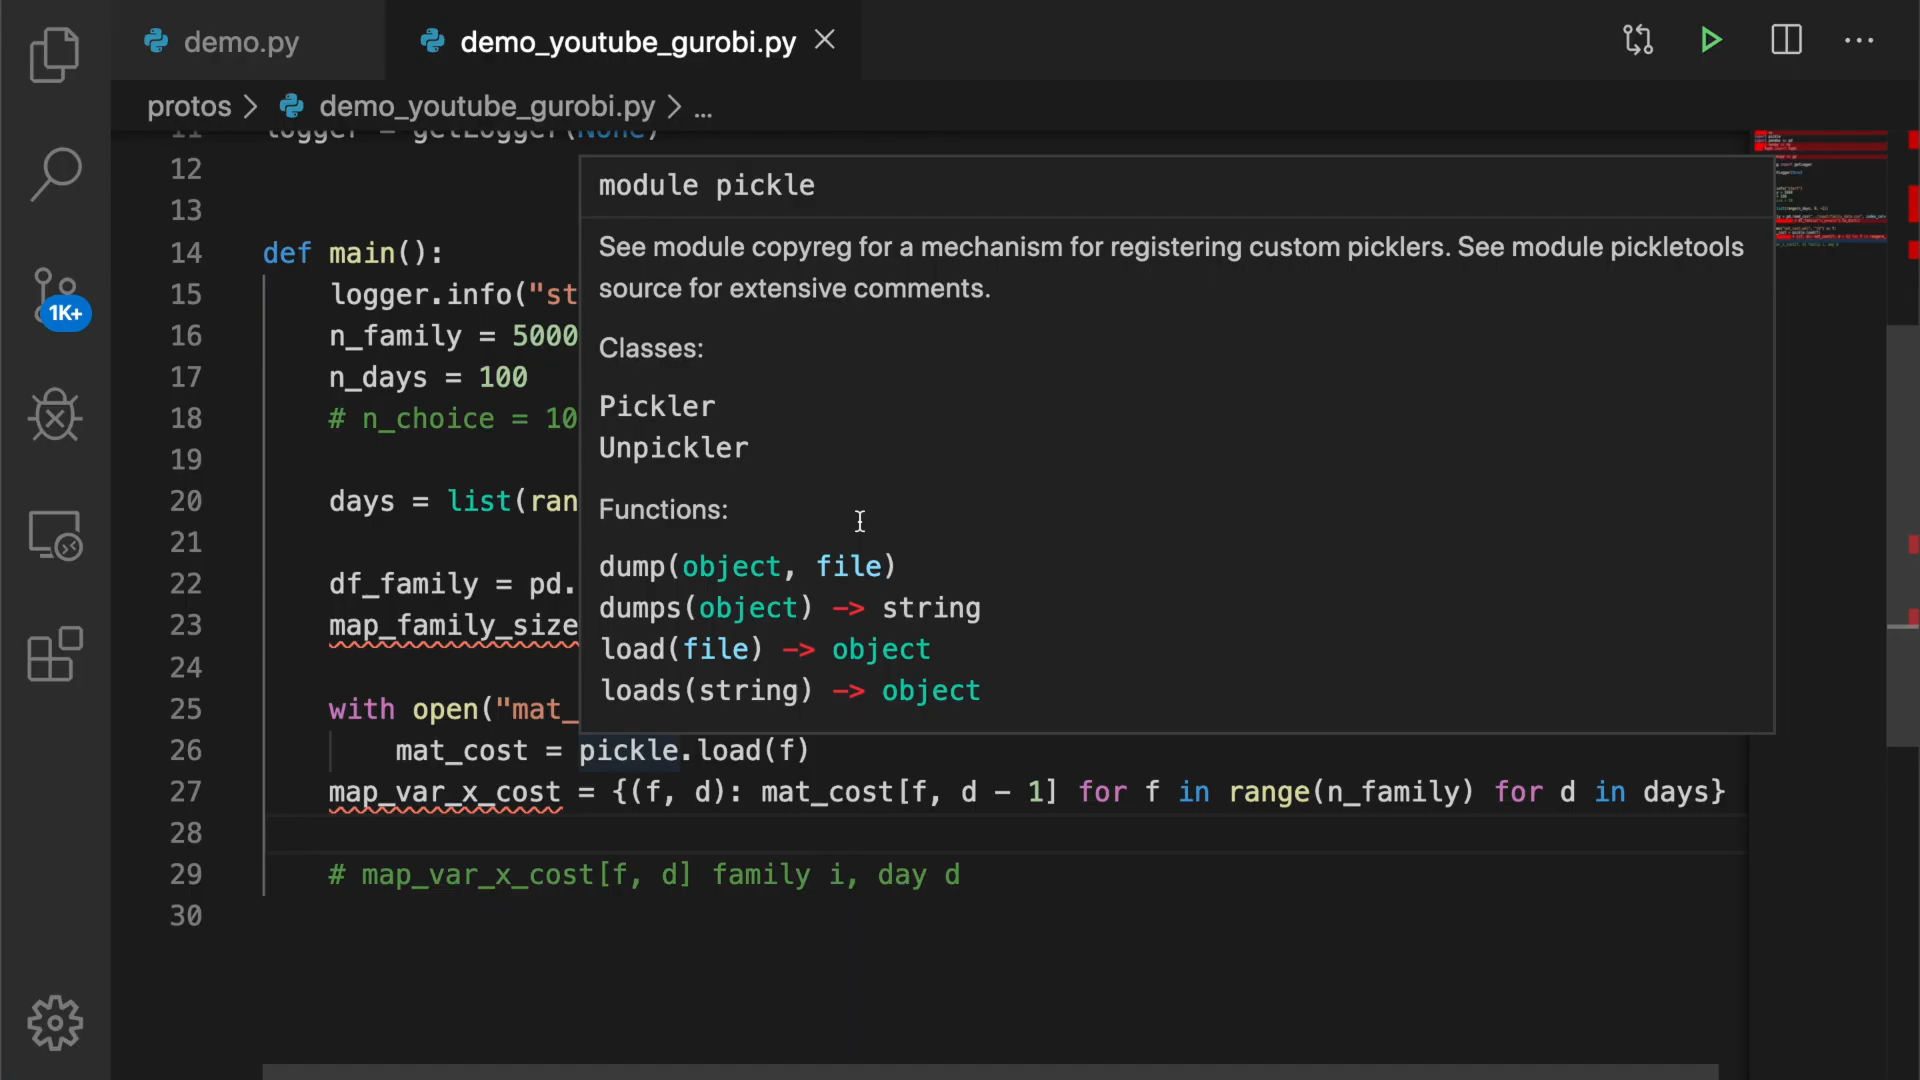 demo.py
demo_youtube_gurobi.py
protos > demo_youtube_gurobi.py > ...
11 logger = getLogger(None)
12
13
14 def main():
15 logger.info("st
16 n_family = 5000
17 n_days = 100
18 # n_choice = 10
19
20 days = list(ran
21
22 df_family = pd.
23 map_family_size
24
25 with open("mat_
26 mat_cost = pickle.load(f)
27 map_var_x_cost = {(f, d): mat_cost[f, d - 1] for f in range(n_family) for d in days}
28
29 # map_var_x_cost[f, d] family i, day d
30
module pickle
See module copyreg for a mechanism for registering custom picklers. See module pickletools
source for extensive comments.
Classes:
Pickler
Unpickler
Functions:
dump(object, file)
dumps(object) -> string
load(file) -> object
loads(string) -> object
1K+